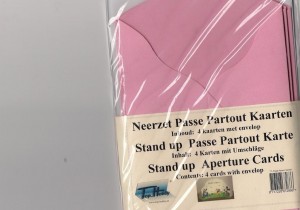 Neerzet Passe Partout Kaarten
Inhoud: 4 kaarten met envelop
Stand up Passe Partout Karte
Inhalt: 4 Karten mit Umschläge
Stand up Aperture Cards
Contents: 4 cards with envelop